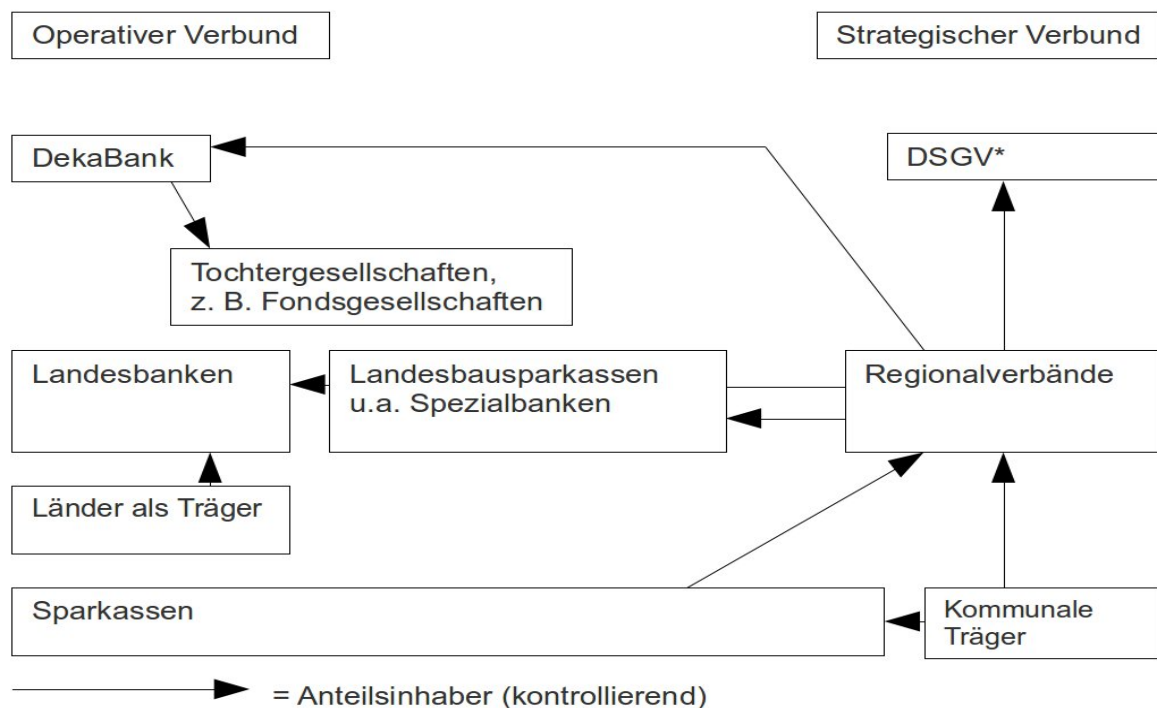 Operativer Verbund
Strategischer Verbund
DekaBank
DSGV*
Tochtergesellschaften,
z. B. Fondsgesellschaften
Landesbanken
Landesbausparkassen
u.a. Spezialbanken
Regionalverbände
Länder als Träger
Sparkassen
Kommunale
Träger
= Anteilsinhaber (kontrollierend)